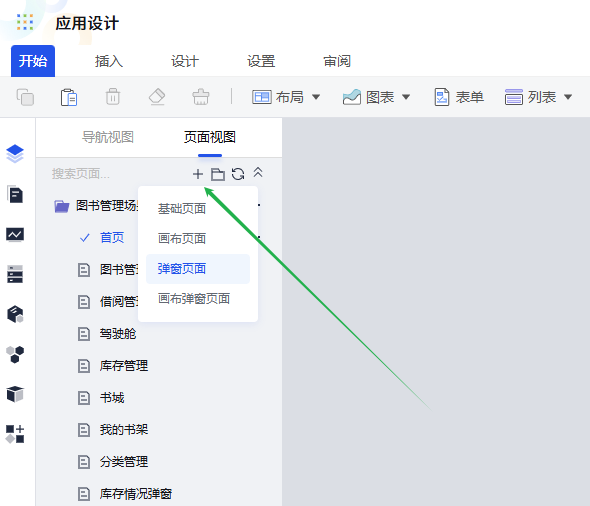 应用设计
开始 插入 设计 设置 审阅
布局 图表 表单 列表
导航视图 页面视图
搜索页面...
图书管理场
基础页面
首页
画布页面
图书管
弹窗页面
借阅管
画布弹窗页面
驾驶舱
库存管理
书城
我的书架
分类管理
库存情况弹窗